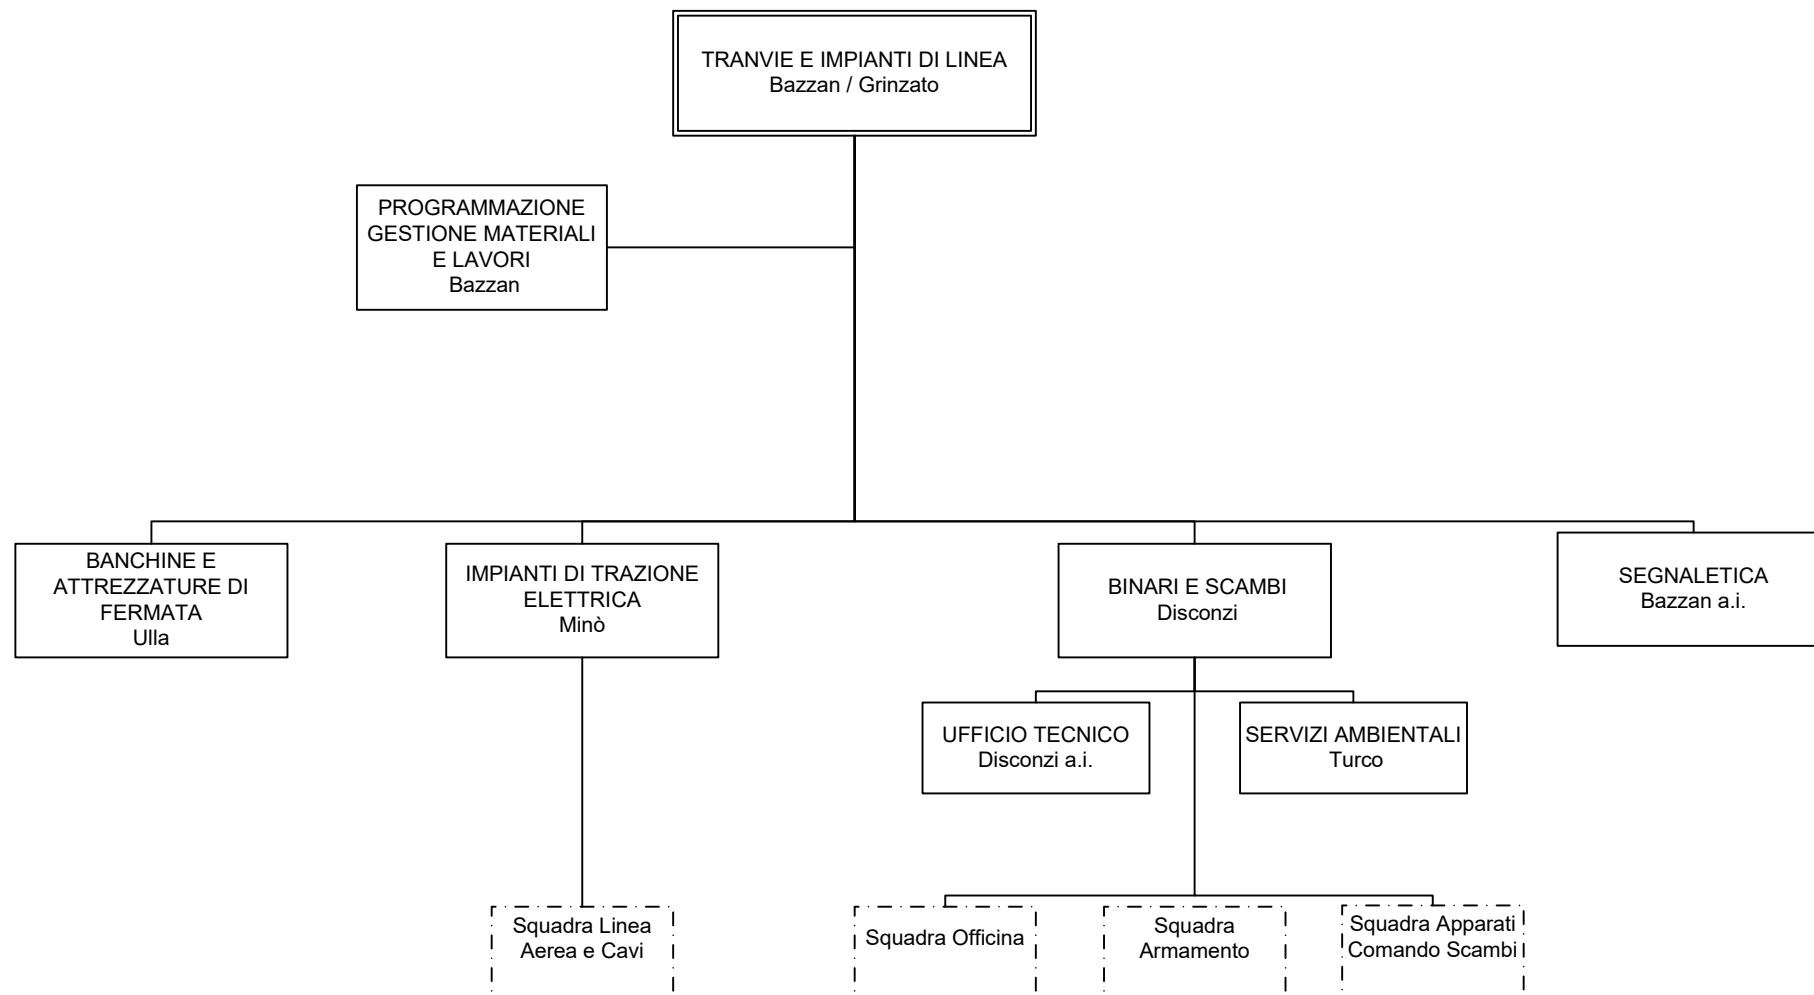 TRANVIE E IMPIANTI DI LINEA
Bazzan / Grinzato
PROGRAMMAZIONE
GESTIONE MATERIALI
E LAVORI
Bazzan
BANCHINE E
ATTREZZATURE DI
FERMATA
Ulla
IMPIANTI DI TRAZIONE
ELETTRICA
Minò
BINARI E SCAMBI
Disconzi
SEGNALETICA
Bazzan a.i.
UFFICIO TECNICO
Disconzi a.i.
SERVIZI AMBIENTALI
Turco
Squadra Linea
Aerea e Cavi
Squadra Officina
Squadra
Armamento
Squadra Apparati
Comando Scambi